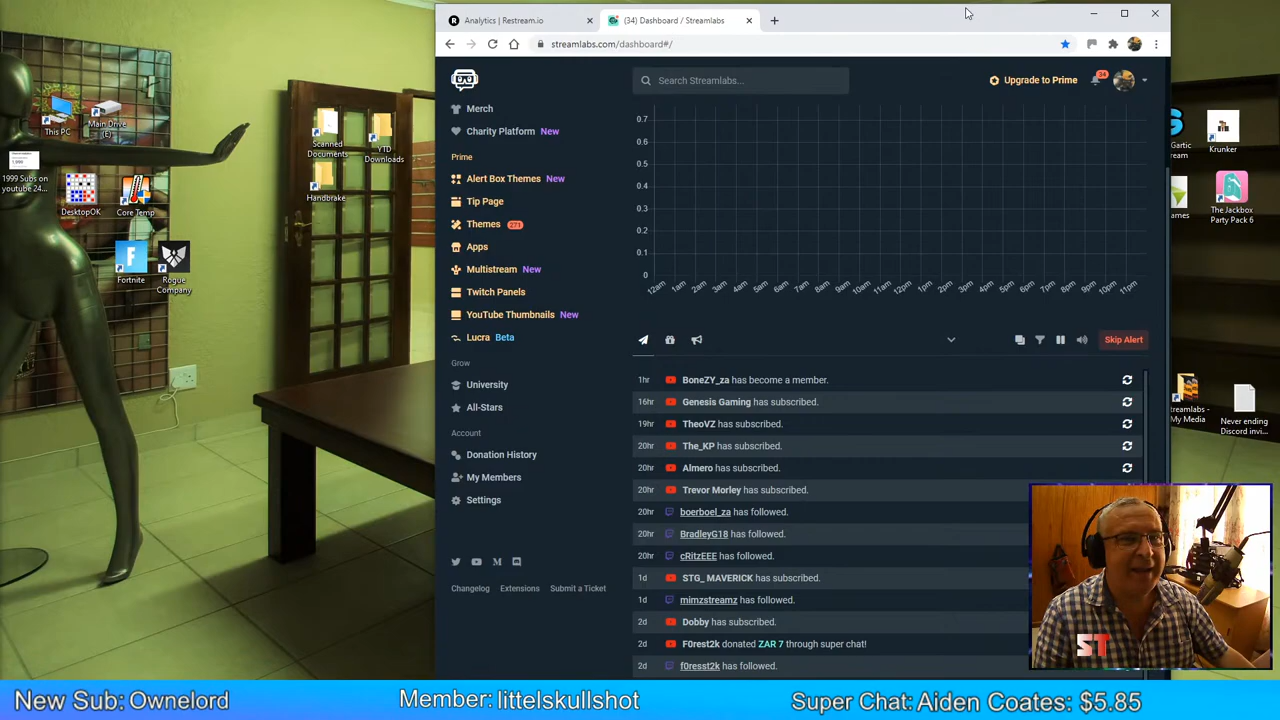 Analytics | Restream.io
(34) Dashboard / Streamlabs
streamlabs.com/dashboard#/
Search Streamlabs...
Upgrade to Prime
34
Merch
Charity Platform New
Prime
Alert Box Themes New
Tip Page
Themes 271
Apps
Multistream New
Twitch Panels
YouTube Thumbnails New
Lucra Beta
Grow
University
All-Stars
Account
Donation History
My Members
Settings
Changelog Extensions Submit a Ticket
0.7
0.6
0.5
0.4
0.3
0.2
0.1
0
12am 1am 2am 3am 4am 5am 6am 7am 8am 9am 10am 11am 12pm 1pm 2pm 3pm 4pm 5pm 6pm 7pm 8pm 9pm 10pm 11pm
Skip Alert
1hr BoneZY_za has become a member.
16hr Genesis Gaming has subscribed.
19hr TheoVZ has subscribed.
20hr The_KP has subscribed.
20hr Almero has subscribed.
20hr Trevor Morley has subscribed.
20hr boerboel_za has followed.
20hr BradleyG18 has followed.
20hr cRitzEEE has followed.
1d STG_ MAVERICK has subscribed.
1d mimzstreamz has followed.
2d Dobby has subscribed.
2d F0rest2k donated ZAR 7 through super chat!
2d f0resst2k has followed.
This PC
Main Drive
(E)
1999 Subs on
youtube 24...
DesktopOK
Core Temp
Fortnite
Rogue
Company
Scanned
Documents
YTD
Downloads
Handbrake
Gartic
Krunker
The Jackbox
Party Pack 6
Streamlabs -
My Media
Never ending
Discord invi...
ST
New Sub: Ownelord
Member: littelskullshot
Super Chat: Aiden Coates: $5.85